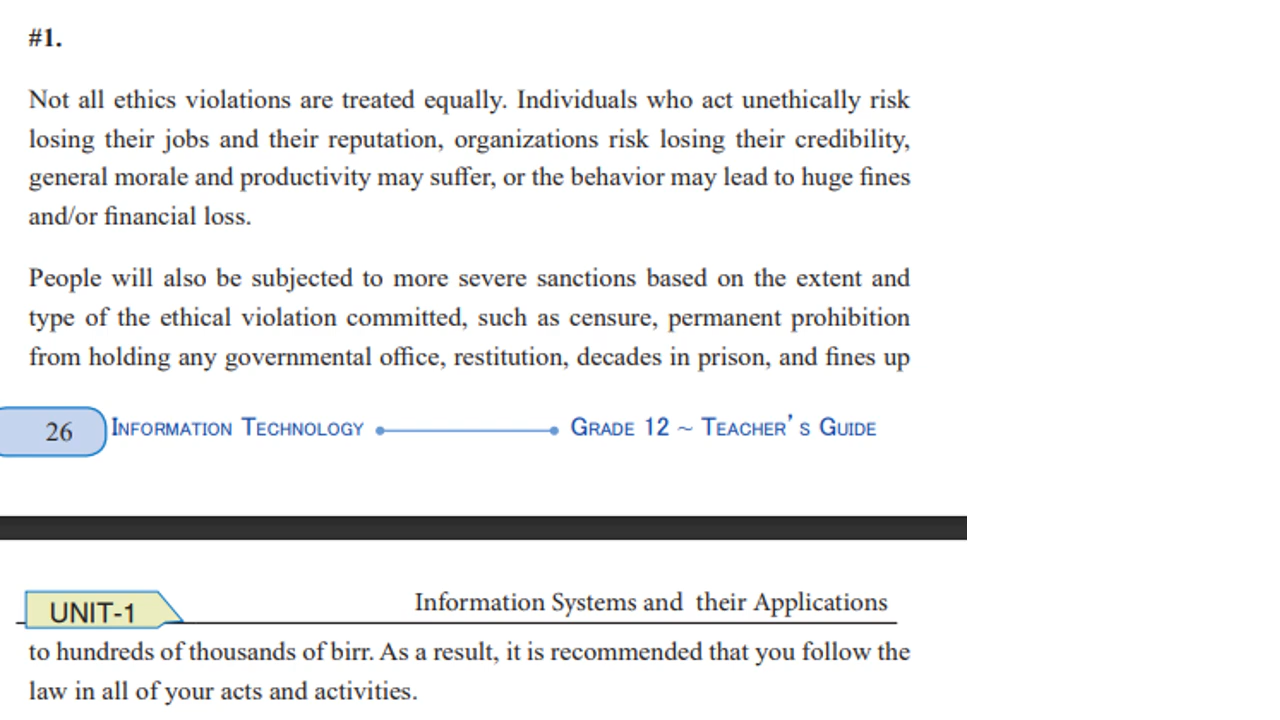 #1.
Not all ethics violations are treated equally. Individuals who act unethically risk
losing their jobs and their reputation, organizations risk losing their credibility,
general morale and productivity may suffer, or the behavior may lead to huge fines
and/or financial loss.
People will also be subjected to more severe sanctions based on the extent and
type of the ethical violation committed, such as censure, permanent prohibition
from holding any governmental office, restitution, decades in prison, and fines up
26 Information Technology Grade 12 ~ Teacher's Guide
UNIT-1 Information Systems and their Applications
to hundreds of thousands of birr. As a result, it is recommended that you follow the
law in all of your acts and activities.